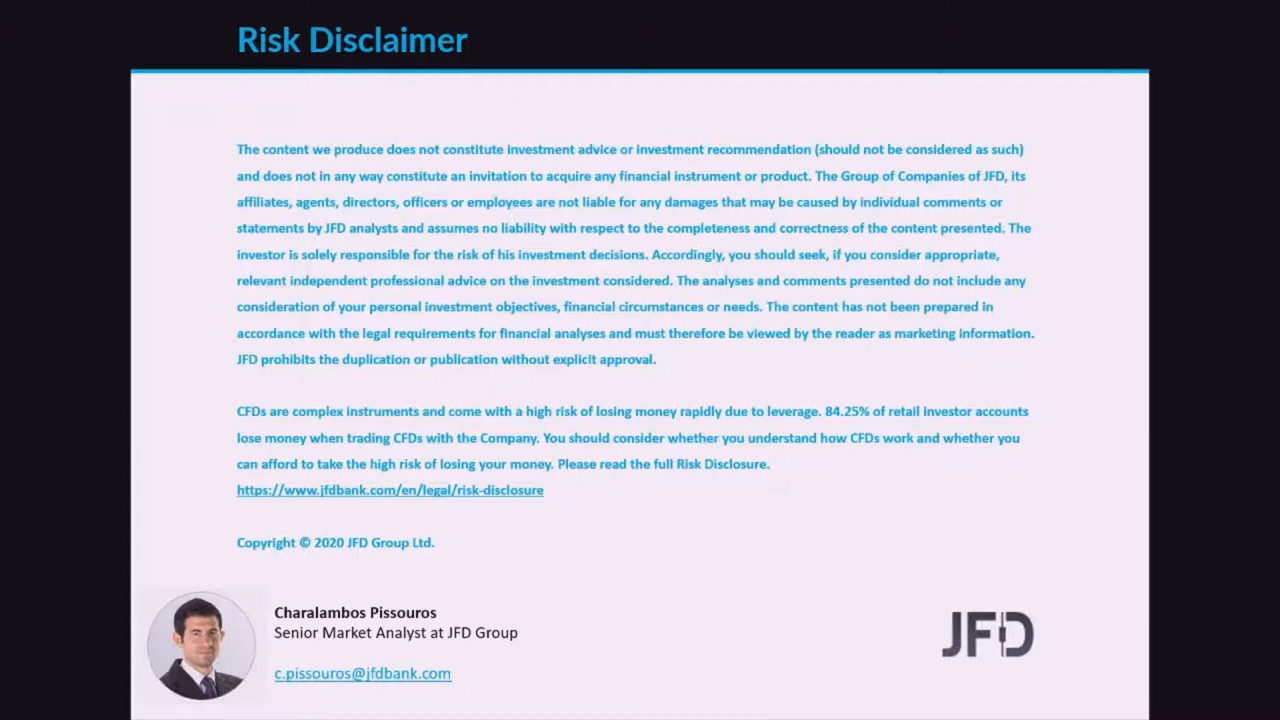 Risk Disclaimer
The content we produce does not constitute investment advice or investment recommendation (should not be considered as such)
and does not in any way constitute an invitation to acquire any financial instrument or product. The Group of Companies of JFD, its
affiliates, agents, directors, officers or employees are not liable for any damages that may be caused by individual comments or
statements by JFD analysts and assumes no liability with respect to the completeness and correctness of the content presented. The
investor is solely responsible for the risk of his investment decisions. Accordingly, you should seek, if you consider appropriate,
relevant independent professional advice on the investment considered. The analyses and comments presented do not include any
consideration of your personal investment objectives, financial circumstances or needs. The content has not been prepared in
accordance with the legal requirements for financial analyses and must therefore be viewed by the reader as marketing information.
JFD prohibits the duplication or publication without explicit approval.
CFDs are complex instruments and come with a high risk of losing money rapidly due to leverage. 84.25% of retail investor accounts
lose money when trading CFDs with the Company. You should consider whether you understand how CFDs work and whether you
can afford to take the high risk of losing your money. Please read the full Risk Disclosure.
https://www.jfdbank.com/en/legal/risk-disclosure
Copyright © 2020 JFD Group Ltd.
Charalambos Pissouros
Senior Market Analyst at JFD Group
c.pissouros@jfdbank.com
JFD